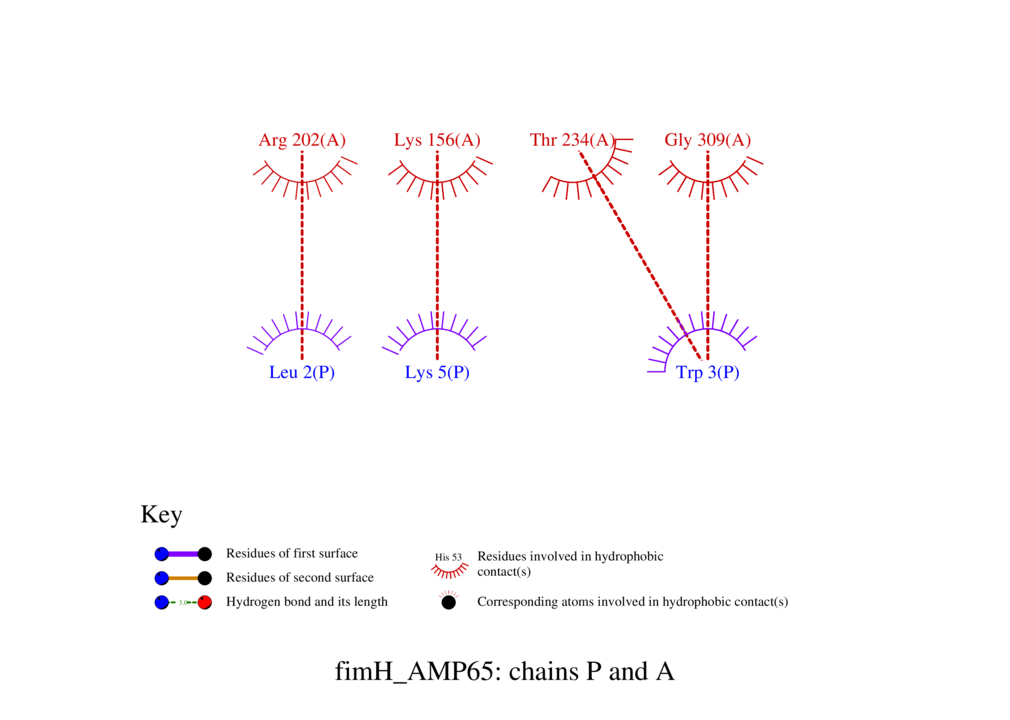 Arg 202(A) Lys 156(A) Thr 234(A) Gly 309(A)
Leu 2(P) Lys 5(P) Trp 3(P)
Key
Residues of first surface
Residues of second surface
3.0
Hydrogen bond and its length
His 53
Residues involved in hydrophobic
contact(s)
Corresponding atoms involved in hydrophobic contact(s)
fimH_AMP65: chains P and A